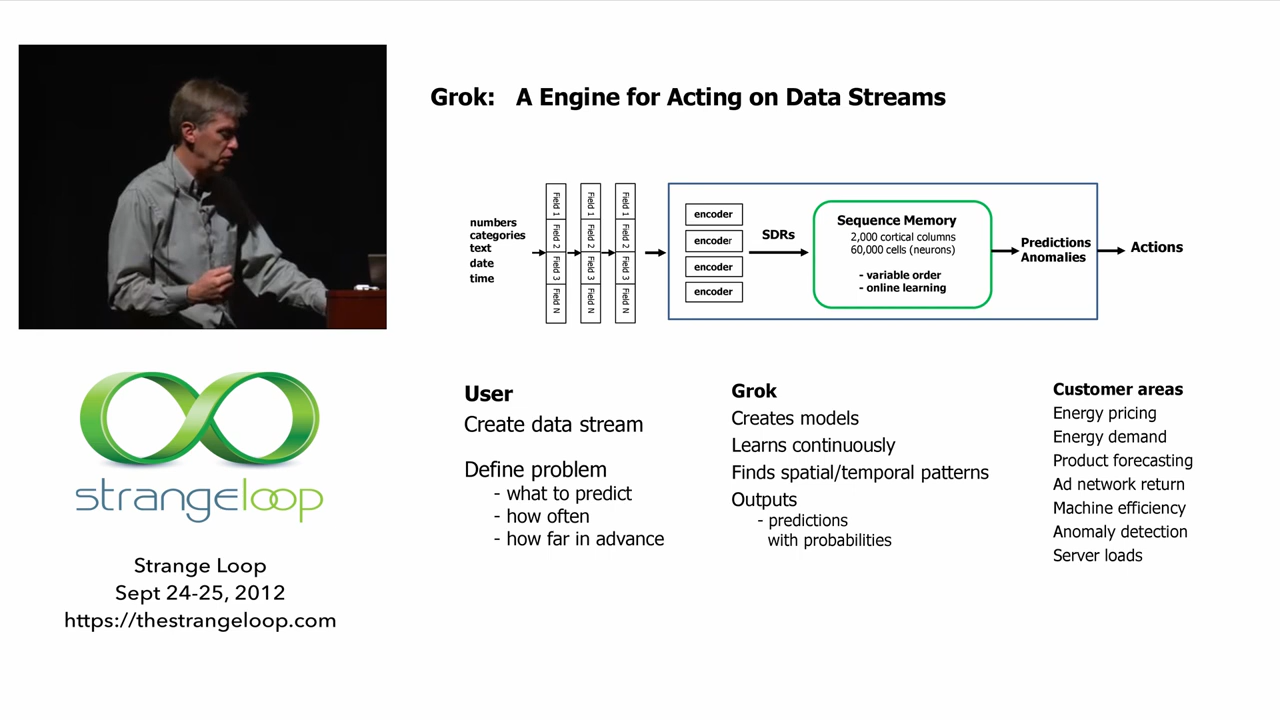 Grok: A Engine for Acting on Data Streams
numbers
categories
text
date
time
Field 1
Field 2
Field 3
Field N
Field 1
Field 2
Field 3
Field N
Field 1
Field 2
Field 3
Field N
encoder
encoder
encoder
encoder
SDRs
Sequence Memory
2,000 cortical columns
60,000 cells (neurons)
- variable order
- online learning
Predictions
Anomalies
Actions
User
Create data stream
Define problem
- what to predict
- how often
- how far in advance
Grok
Creates models
Learns continuously
Finds spatial/temporal patterns
Outputs
- predictions
with probabilities
Customer areas
Energy pricing
Energy demand
Product forecasting
Ad network return
Machine efficiency
Anomaly detection
Server loads
strangeloop
Strange Loop
Sept 24-25, 2012
https://thestrangeloop.com